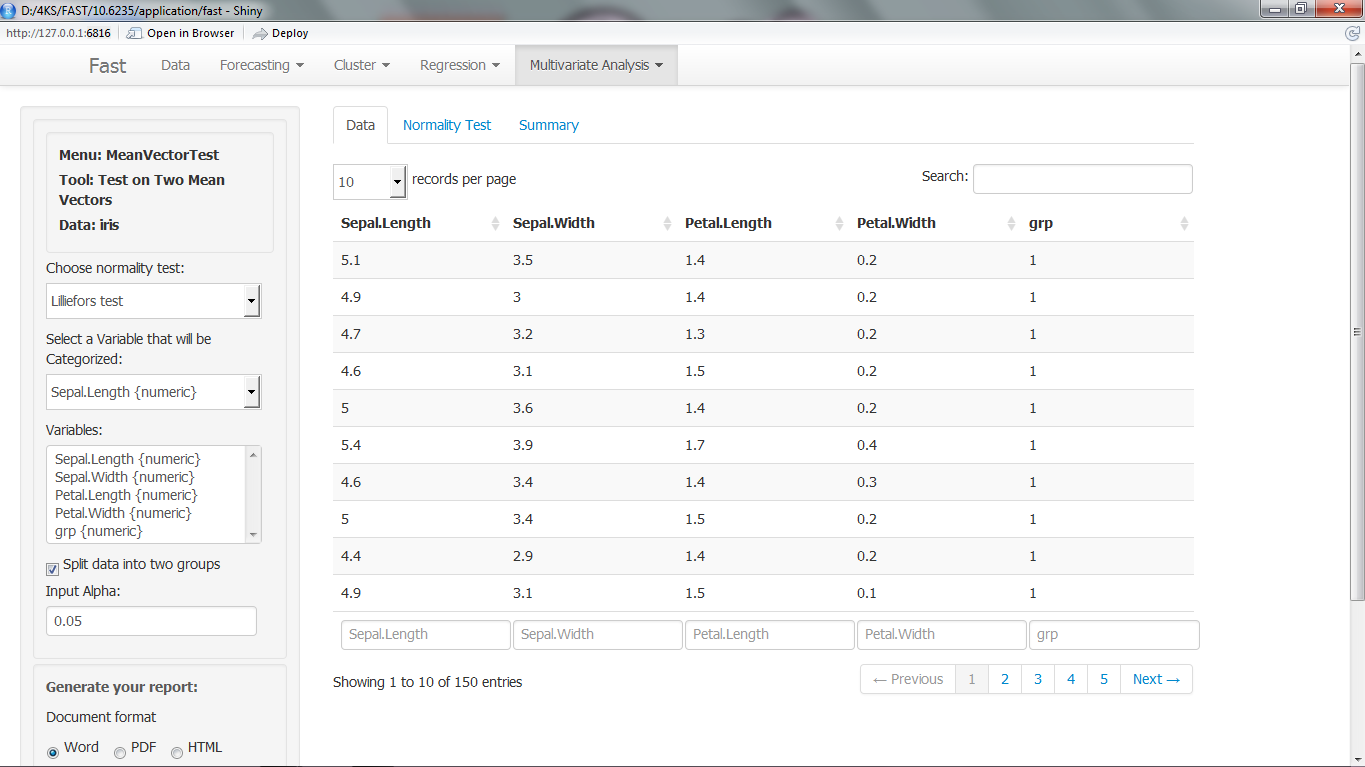 D:/4KS/FAST/10.6235/application/fast - Shiny
http://127.0.0.1:6816 Open in Browser Deploy
Fast Data Forecasting Cluster Regression Multivariate Analysis
Menu: MeanVectorTest
Tool: Test on Two Mean
Vectors
Data: iris
Choose normality test:
Lilliefors test
Select a Variable that will be
Categorized:
Sepal.Length {numeric}
Variables:
Sepal.Length {numeric}
Sepal.Width {numeric}
Petal.Length {numeric}
Petal.Width {numeric}
grp {numeric}
Split data into two groups
Input Alpha:
0.05
Generate your report:
Document format
Word PDF HTML
Data Normality Test Summary
10 records per page Search:
Sepal.Length Sepal.Width Petal.Length Petal.Width grp
5.1 3.5 1.4 0.2 1
4.9 3 1.4 0.2 1
4.7 3.2 1.3 0.2 1
4.6 3.1 1.5 0.2 1
5 3.6 1.4 0.2 1
5.4 3.9 1.7 0.4 1
4.6 3.4 1.4 0.3 1
5 3.4 1.5 0.2 1
4.4 2.9 1.4 0.2 1
4.9 3.1 1.5 0.1 1
Sepal.Length Sepal.Width Petal.Length Petal.Width grp
Showing 1 to 10 of 150 entries ← Previous 1 2 3 4 5 Next →